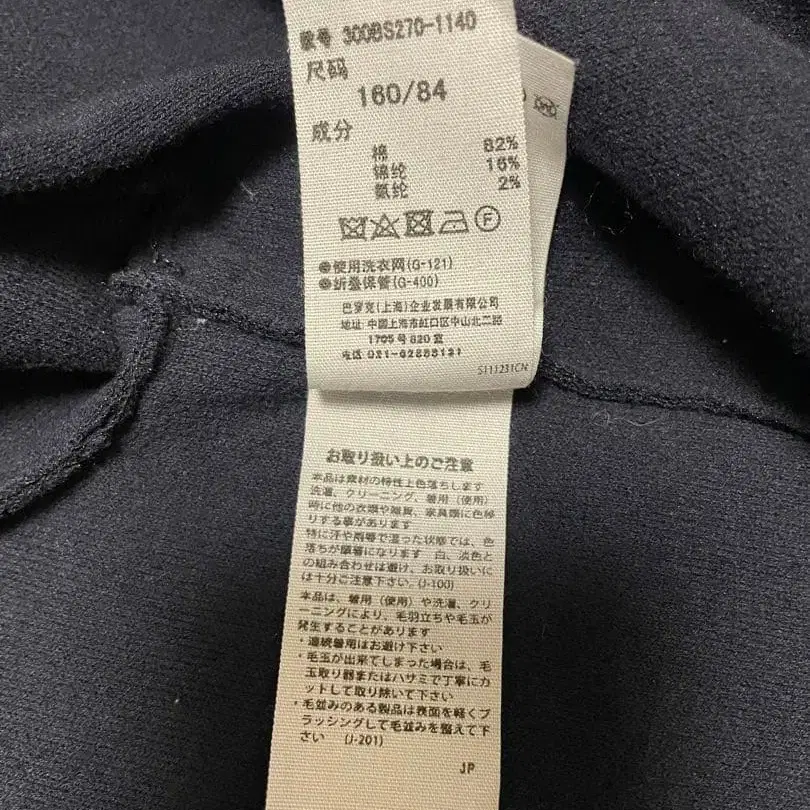 款号 300BS270-1140
尺码
160/84
成分
棉 82%
锦纶 16%
氨纶 2%
F
●使用洗衣网(G-121)
●折叠保管(G-400)
巴罗克(上海)企业发展有限公司
地址 中国上海市虹口区中山北二路
1705号820室
电话 021-62883131
S111231CN
お取り扱い上のご注意
本品は素材の特性上色落ちします
洗濯、クリーニング、着用(使用)
時に他の衣類や雑貨、家具類に色移
りする事があります
特に汗や雨等で湿った状態では、色
落ちが顕著になります 白、淡色と
の組み合わせは避け、お取り扱いに
は十分ご注意下さい。(J-100)
本品は、着用(使用)や洗濯、クリ
ーニングにより、毛羽立ちや毛玉が
発生することがあります
・連続着用はお避け下さい
・毛玉が出来てしまった場合は、毛
玉取り器またはハサミで丁寧にカ
ットして取り除いて下さい
・毛並みのある製品は表面を軽くブ
ラッシングして毛並みを整えて下
さい (J-201)
JP